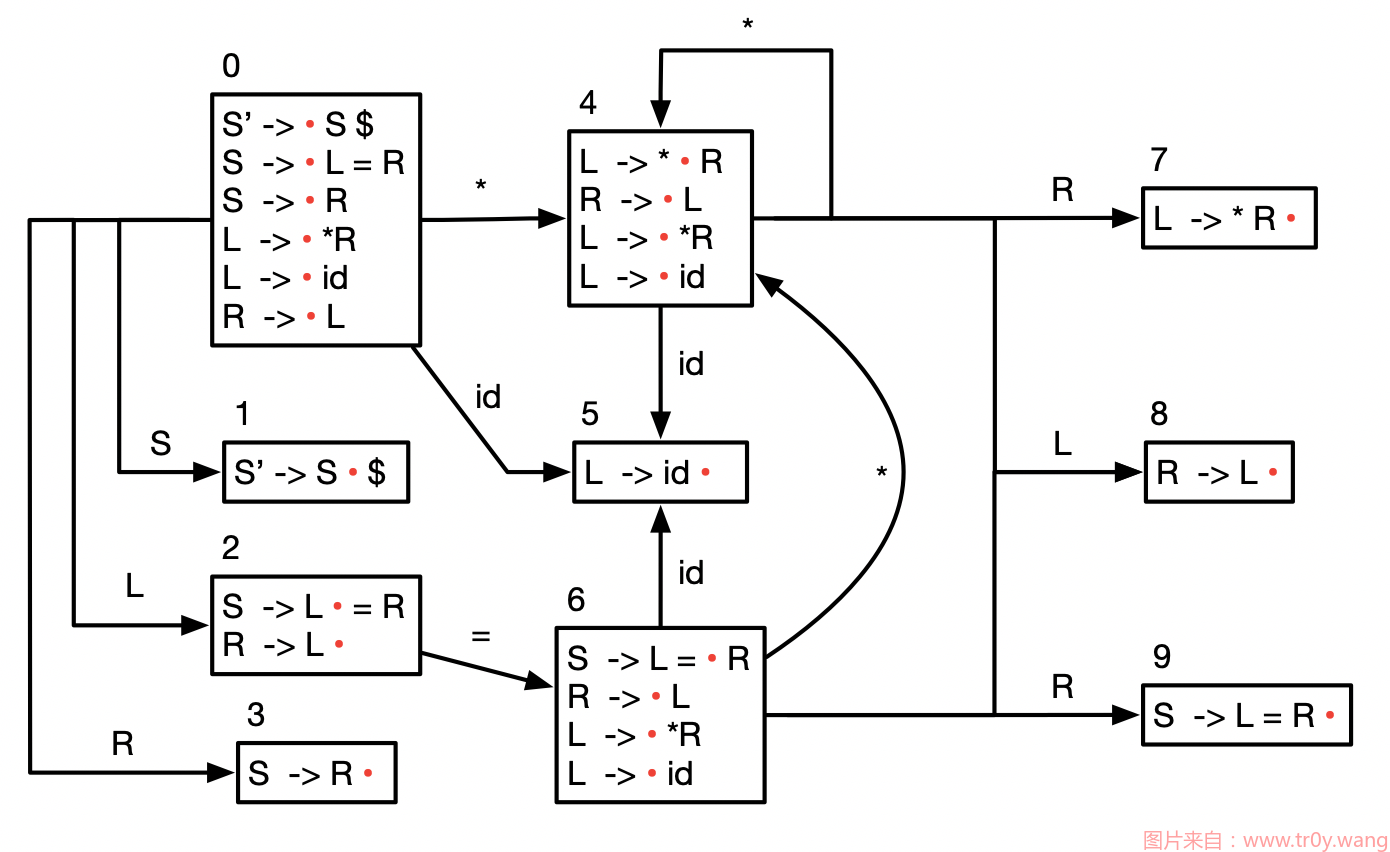 *
0
S’ -> · S $
S -> · L = R
S -> · R
L -> · *R
L -> · id
R -> · L
*
4
L -> * · R
R -> · L
L -> · *R
L -> · id
R
7
L -> * R ·
id
id
1
S
S’ -> S · $
5
L -> id ·
*
L
8
R -> L ·
2
L
S -> L · = R
R -> L ·
=
id
6
S -> L = · R
R -> · L
L -> · *R
L -> · id
R
9
S -> L = R ·
3
R
S -> R ·
图片来自：www.tr0y.wang